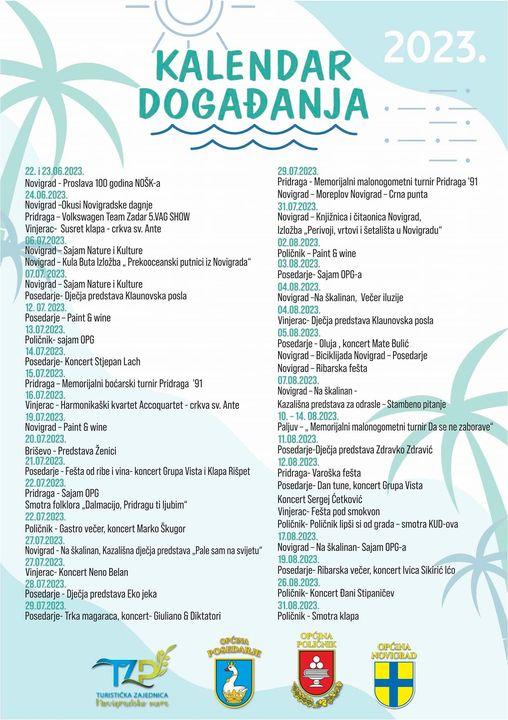 2023.
KALENDAR
DOGAĐANJA
22. i 23.06.2023.
Novigrad - Proslava 100 godina NOŠK-a
24.06.2023.
Novigrad -Okusi Novigradske dagnje
Pridraga – Volkswagen Team Zadar 5.VAG SHOW
Vinjerac- Susret klapa - crkva sv. Ante
06.07.2023.
Novigrad – Sajam Nature i Kulture
Novigrad – Kula Buta Izložba „ Prekooceanski putnici iz Novigrada“
07.07. 2023.
Novigrad – Sajam Nature i Kulture
Posedarje- Dječja predstava Klaunovska posla
12. 07. 2023.
Posedarje – Paint & wine
13.07.2023.
Poličnik- sajam OPG
14.07.2023.
Posedarje- Koncert Stjepan Lach
15.07.2023.
Pridraga – Memorijalni boćarski turnir Pridraga ’91
16.07.2023.
Vinjerac - Harmonikaški kvartet Accoquartet - crkva sv. Ante
19.07.2023.
Novigrad – Paint & wine
20.07.2023.
Briševo - Predstava Ženici
21.07.2023.
Posedarje - Fešta od ribe i vina- koncert Grupa Vista i Klapa Rišpet
22.07.2023.
Pridraga - Sajam OPG
Smotra folklora „Dalmacijo, Pridragu ti ljubim“
22.07.2023.
Poličnik - Gastro večer, koncert Marko Škugor
27.07.2023.
Novigrad - Na škalinan, Kazališna dječja predstava „Pale sam na svijetu“
27.07.2023.
Vinjerac- Koncert Neno Belan
28.07.2023.
Posedarje - Dječja predstava Eko jeka
29.07.2023.
Posedarje- Trka magaraca, koncert- Giuliano & Diktatori
29.07.2023.
Pridraga - Memorijalni malonogometni turnir Pridraga ’91
Novigrad – Moreplov Novigrad – Crna punta
31.07.2023.
Novigrad – Knjižnica i čitaonica Novigrad,
Izložba „Perivoji, vrtovi i šetališta u Novigradu“
02.08.2023.
Poličnik – Paint & wine
03.08.2023.
Posedarje- Sajam OPG-a
04.08.2023.
Novigrad –Na škalinan, Večer iluzije
04.08.2023.
Vinjerac- Dječja predstava Klaunovska posla
05.08.2023.
Posedarje - Oluja , koncert Mate Bulić
Novigrad – Biciklijada Novigrad – Posedarje
Novigrad – Ribarska fešta
07.08.2023.
Novigrad – Na škalinan -
Kazališna predstava za odrasle – Stambeno pitanje
10. – 14. 08.2023.
Paljuv – „ Memorijalni malonogometni turnir Da se ne zaborave“
11.08.2023.
Posedarje-Dječja predstava Zdravko Zdravić
12.08.2023.
Pridraga- Varoška fešta
Posedarje- Dan tune, koncert Grupa Vista
Koncert Sergej Ćetković
Vinjerac- Fešta pod smokvon
Poličnik- Poličnik lipši si od grada – smotra KUD-ova
17.08.2023.
Novigrad – Na škalinan- Sajam OPG-a
19.08.2023.
Posedarje- Ribarska večer, koncert Ivica Sikirić Ićo
26.08.2023.
Poličnik- Koncert Đani Stipaničev
31.08.2023.
Poličnik - Smotra klapa
TZP
TURISTIČKA ZAJEDNICA
Novigradsko more
OPĆINA
POSEDARJE
OPĆINA
POLIČNIK
OPĆINA
NOVIGRAD